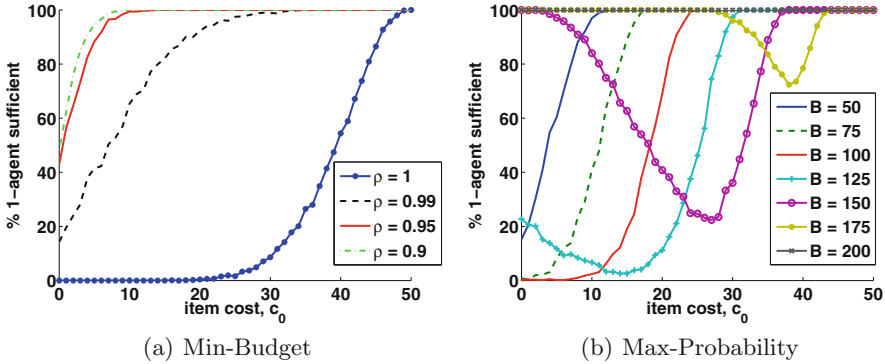 % 1-agent sufficient
100
80
60
40
20
0
0 10 20 30 40 50
item cost, c0
ρ = 1
ρ = 0.99
ρ = 0.95
ρ = 0.9
(a) Min-Budget
% 1-agent sufficient
100
80
60
40
20
0
0 10 20 30 40 50
item cost, c0
B = 50
B = 75
B = 100
B = 125
B = 150
B = 175
B = 200
(b) Max-Probability